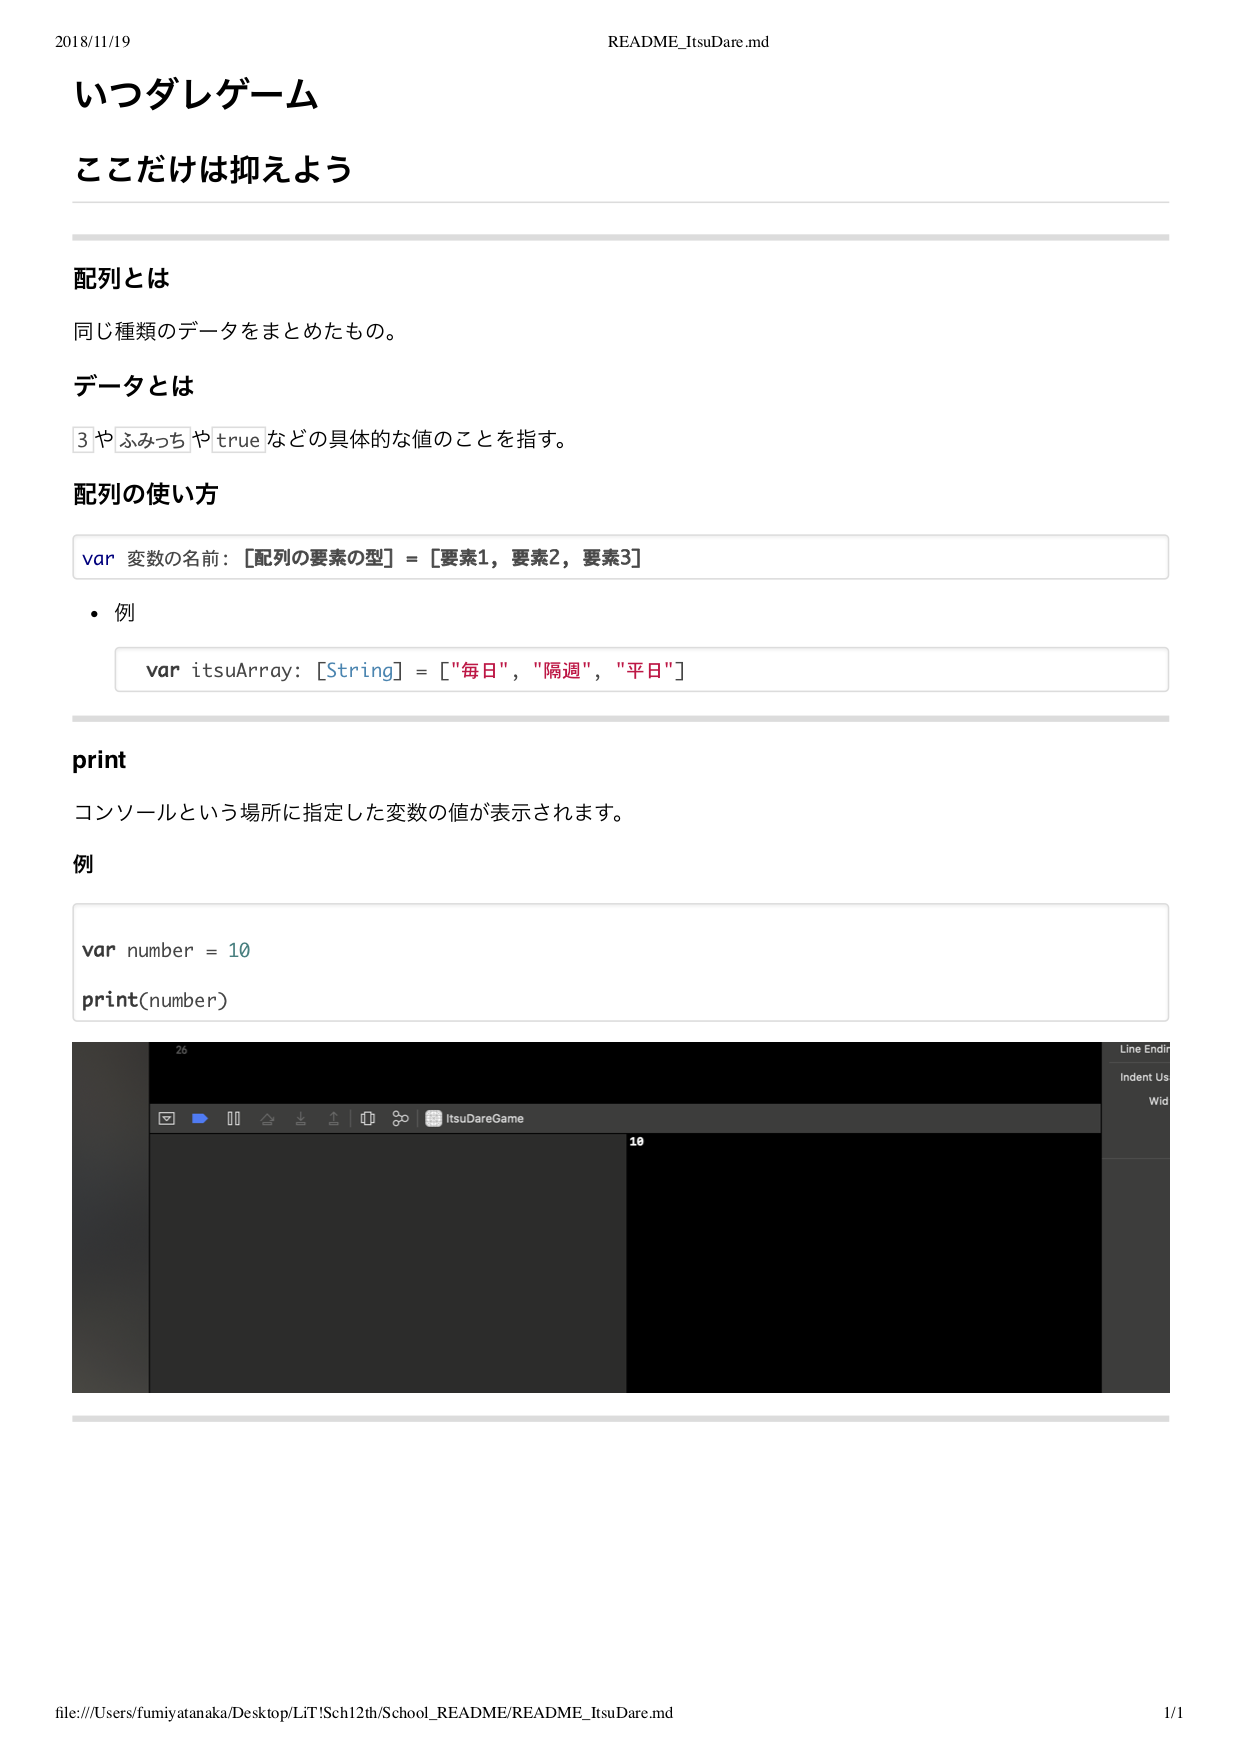 2018/11/19 README_ItsuDare.md
いつダレゲーム
ここだけは抑えよう
配列とは
同じ種類のデータをまとめたもの。
データとは
3やふみっちやtrueなどの具体的な値のことを指す。
配列の使い方
var 変数の名前: [配列の要素の型] = [要素1, 要素2, 要素3]
• 例
var itsuArray: [String] = ["毎日", "隔週", "平日"]
print
コンソールという場所に指定した変数の値が表示されます。
例
var number = 10
print(number)
26
Line Endin
Indent Us
Wid
ItsuDareGame
10
file:///Users/fumiyatanaka/Desktop/LiT!Sch12th/School_README/README_ItsuDare.md 1/1